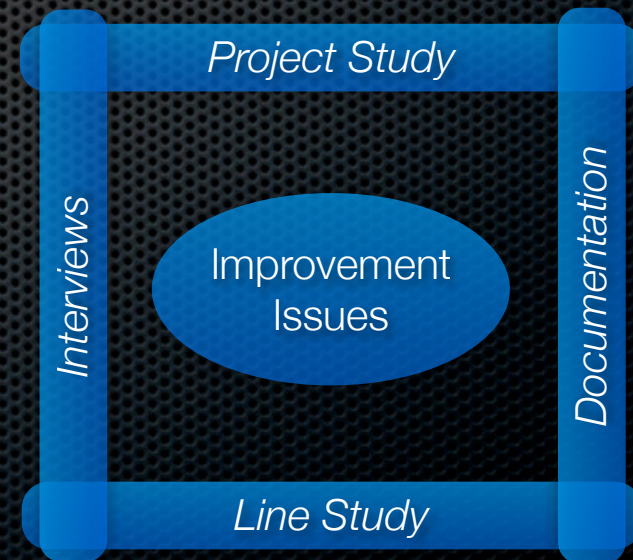 Project Study
Interviews
Improvement
Issues
Documentation
Line Study